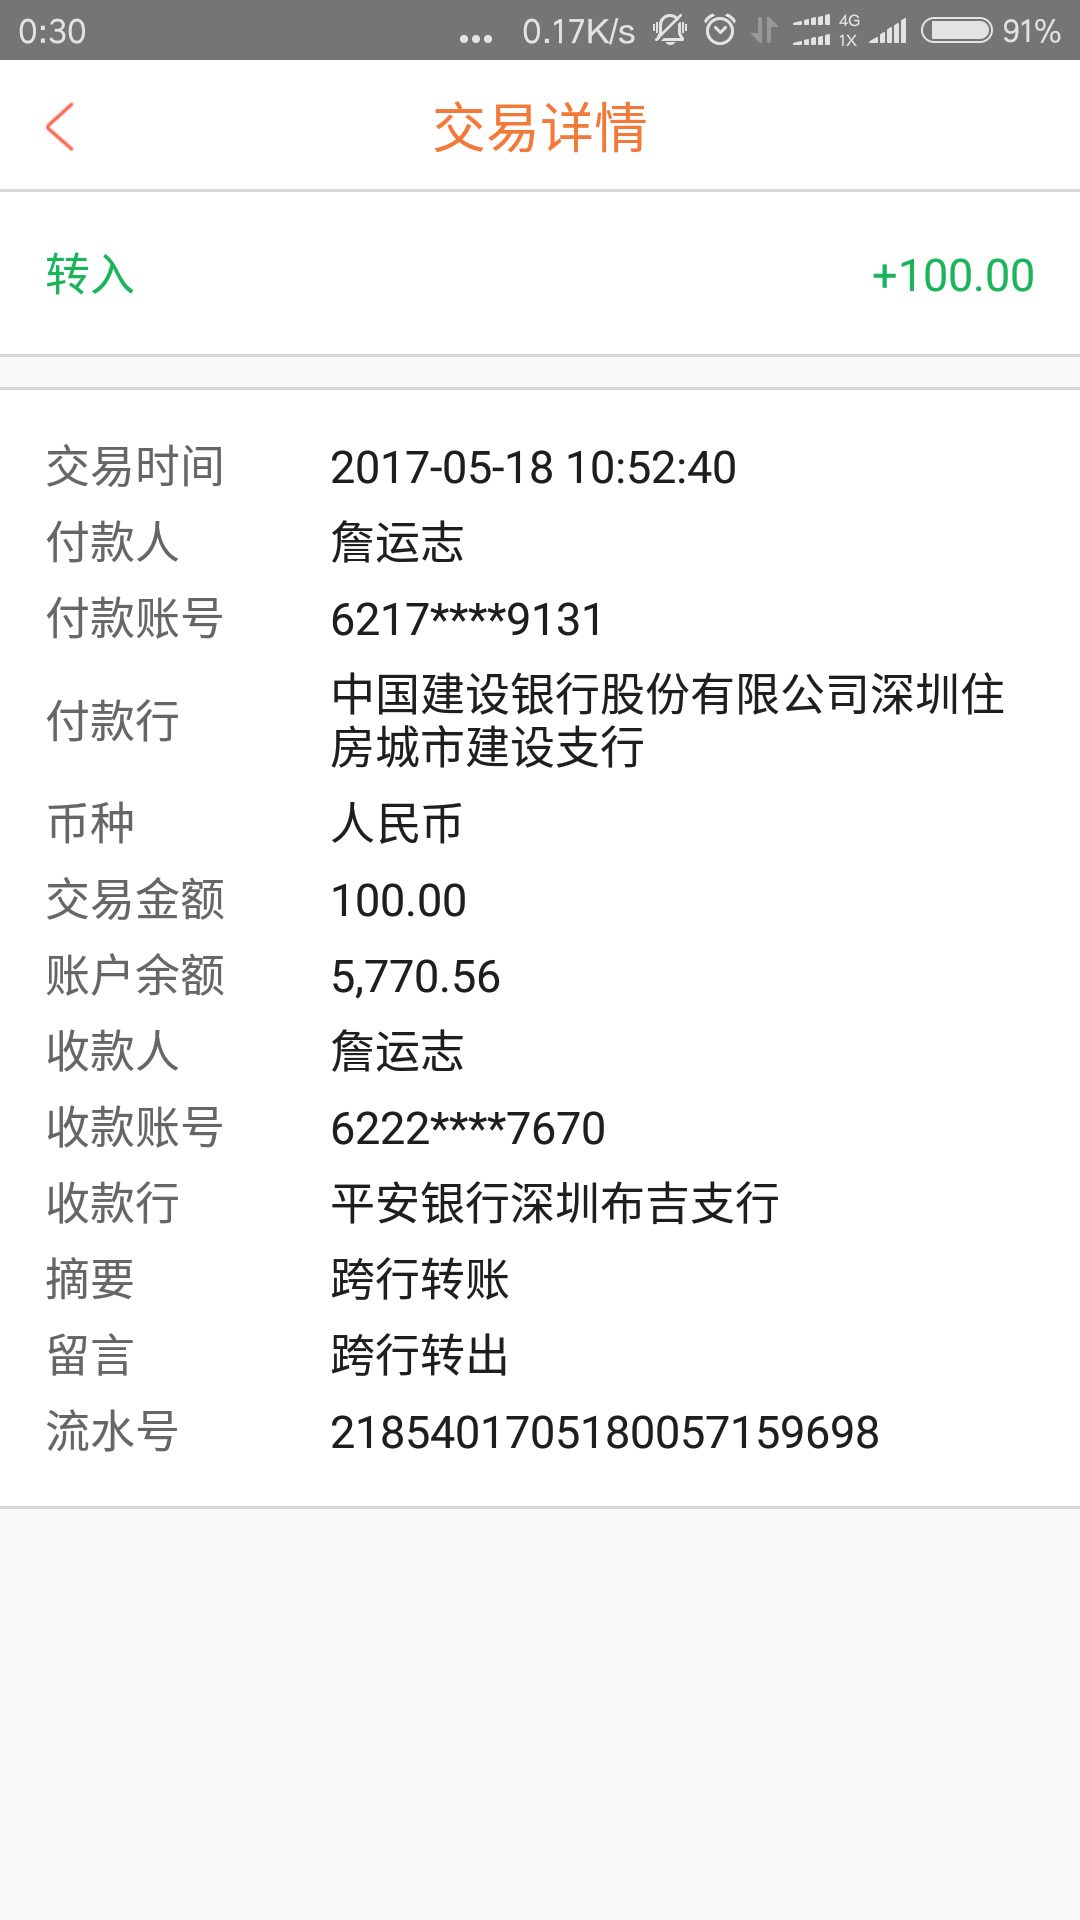 0:30 ... 0.17K/s 4G 1X 91%
交易详情
转入 +100.00
交易时间 2017-05-18 10:52:40
付款人 詹运志
付款账号 6217****9131
付款行 中国建设银行股份有限公司深圳住
房城市建设支行
币种 人民币
交易金额 100.00
账户余额 5,770.56
收款人 詹运志
收款账号 6222****7670
收款行 平安银行深圳布吉支行
摘要 跨行转账
留言 跨行转出
流水号 2185401705180057159698